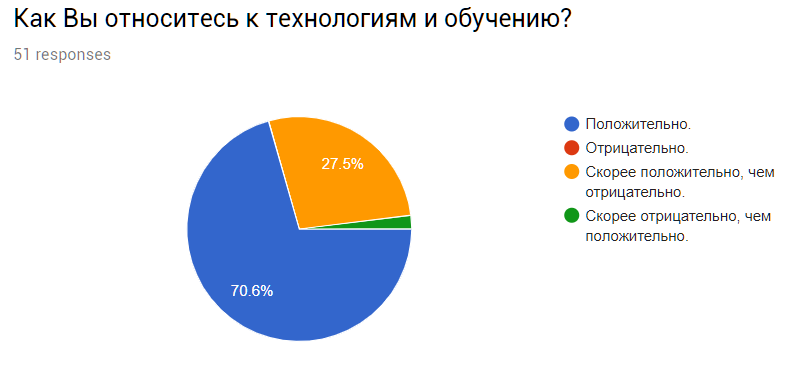 Как Вы относитесь к технологиям и обучению?
51 responses
27.5%
70.6%
Положительно.
Отрицательно.
Скорее положительно, чем
отрицательно.
Скорее отрицательно, чем
положительно.